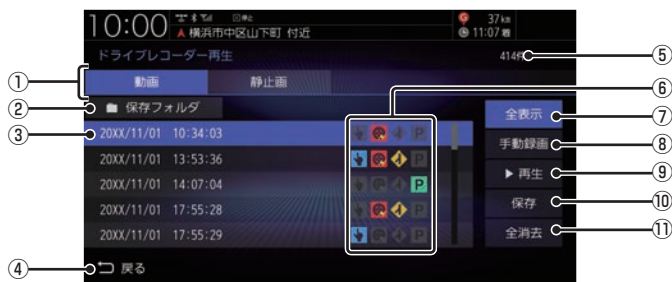 10:00
停止
横浜市中区山下町 付近
37km
11:07着
ドライブレコーダー再生
414件
⑤
①
動画
静止画
⑥
②
保存フォルダ
全表示
⑦
③
20XX/11/01 10:34:03
手動録画
⑧
20XX/11/01 13:53:36
P
▶ 再生
⑨
20XX/11/01 14:07:04
P
保存
⑩
20XX/11/01 17:55:28
P
全消去
⑪
20XX/11/01 17:55:29
P
④
戻る